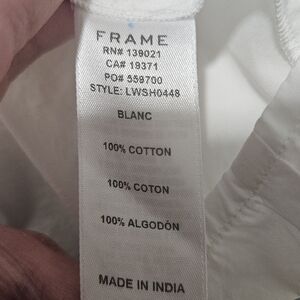 FRAME
RN# 139021
CA# 19371
PO# 559700
STYLE: LWSH0448
BLANC
100% COTTON
100% COTON
100% ALGODÓN
MADE IN INDIA